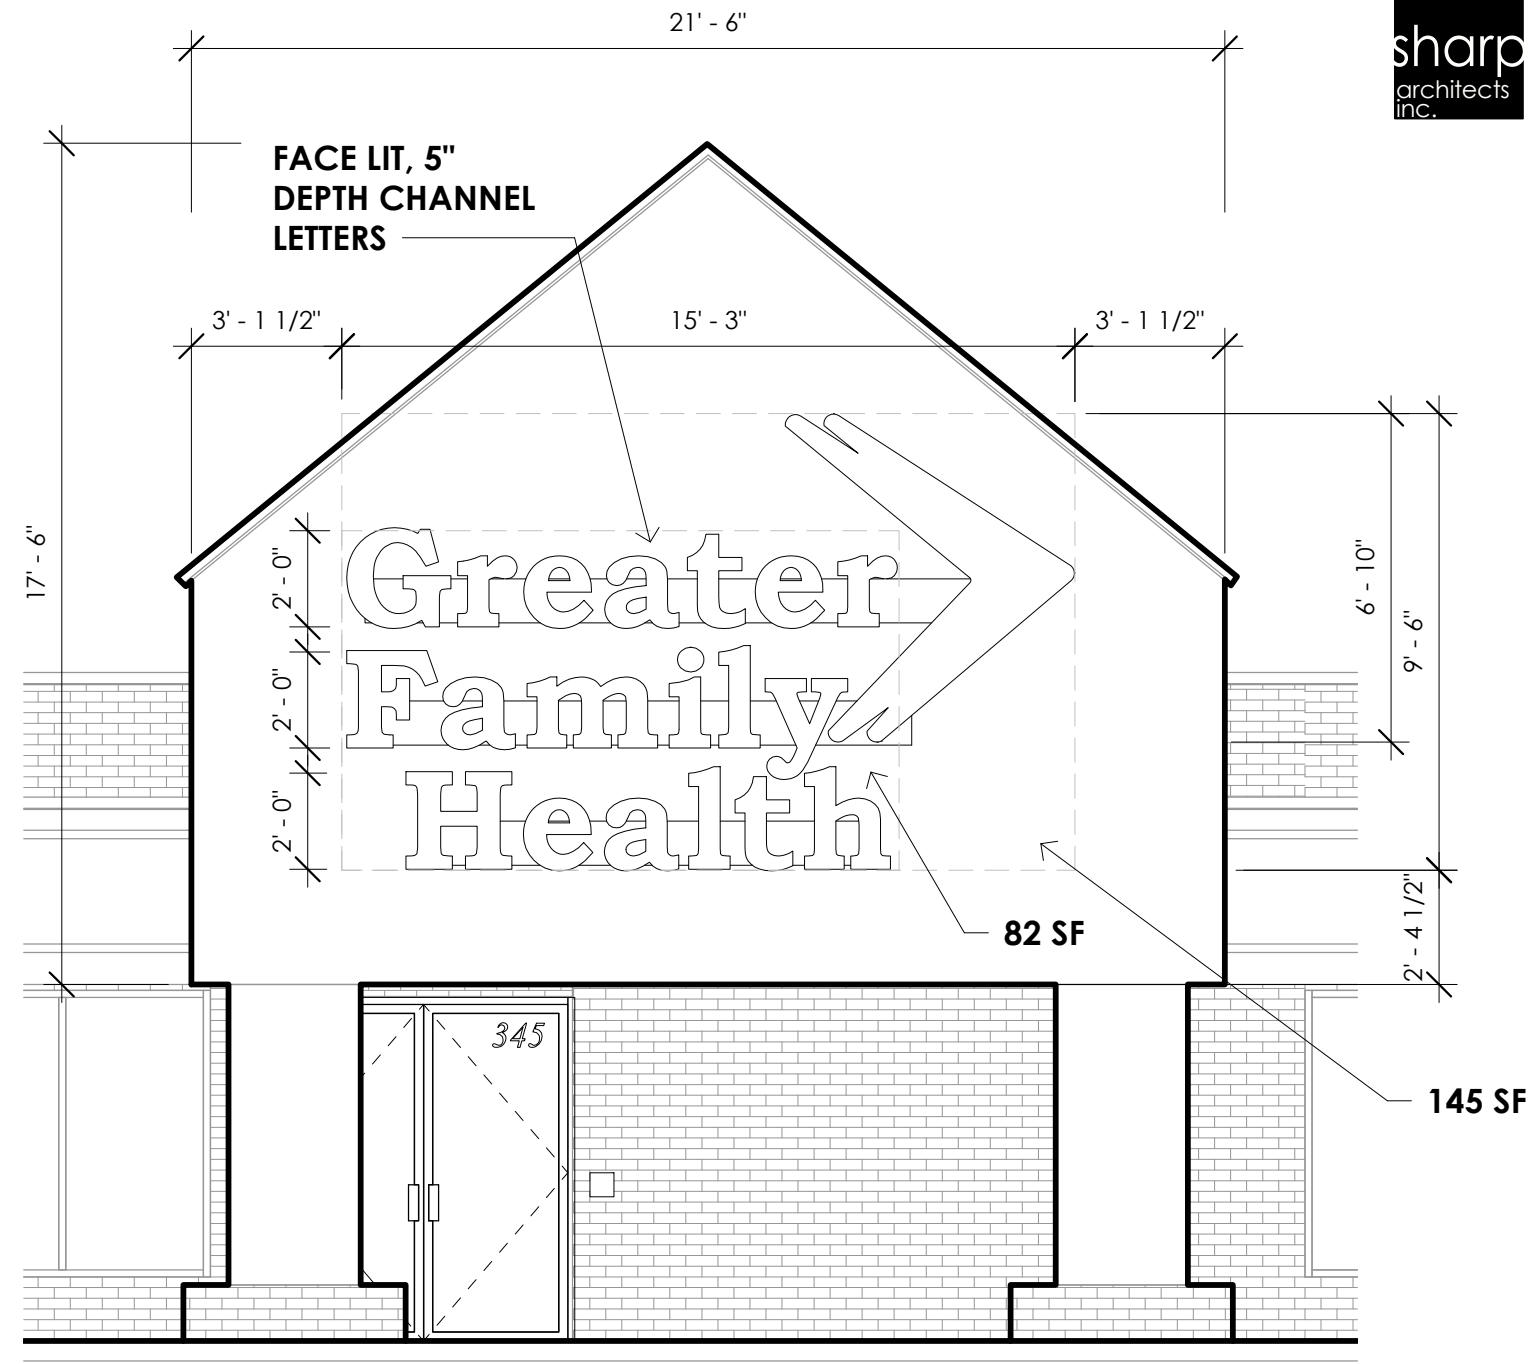 21' - 6"
sharp
architects
inc.
FACE LIT, 5"
DEPTH CHANNEL
LETTERS
3' - 1 1/2"
15' - 3"
3' - 1 1/2"
17' - 6"
2' - 0"
Greater
6' - 10"
9' - 6"
2' - 0"
Family
2' - 0"
Health
82 SF
2' - 4 1/2"
345
145 SF